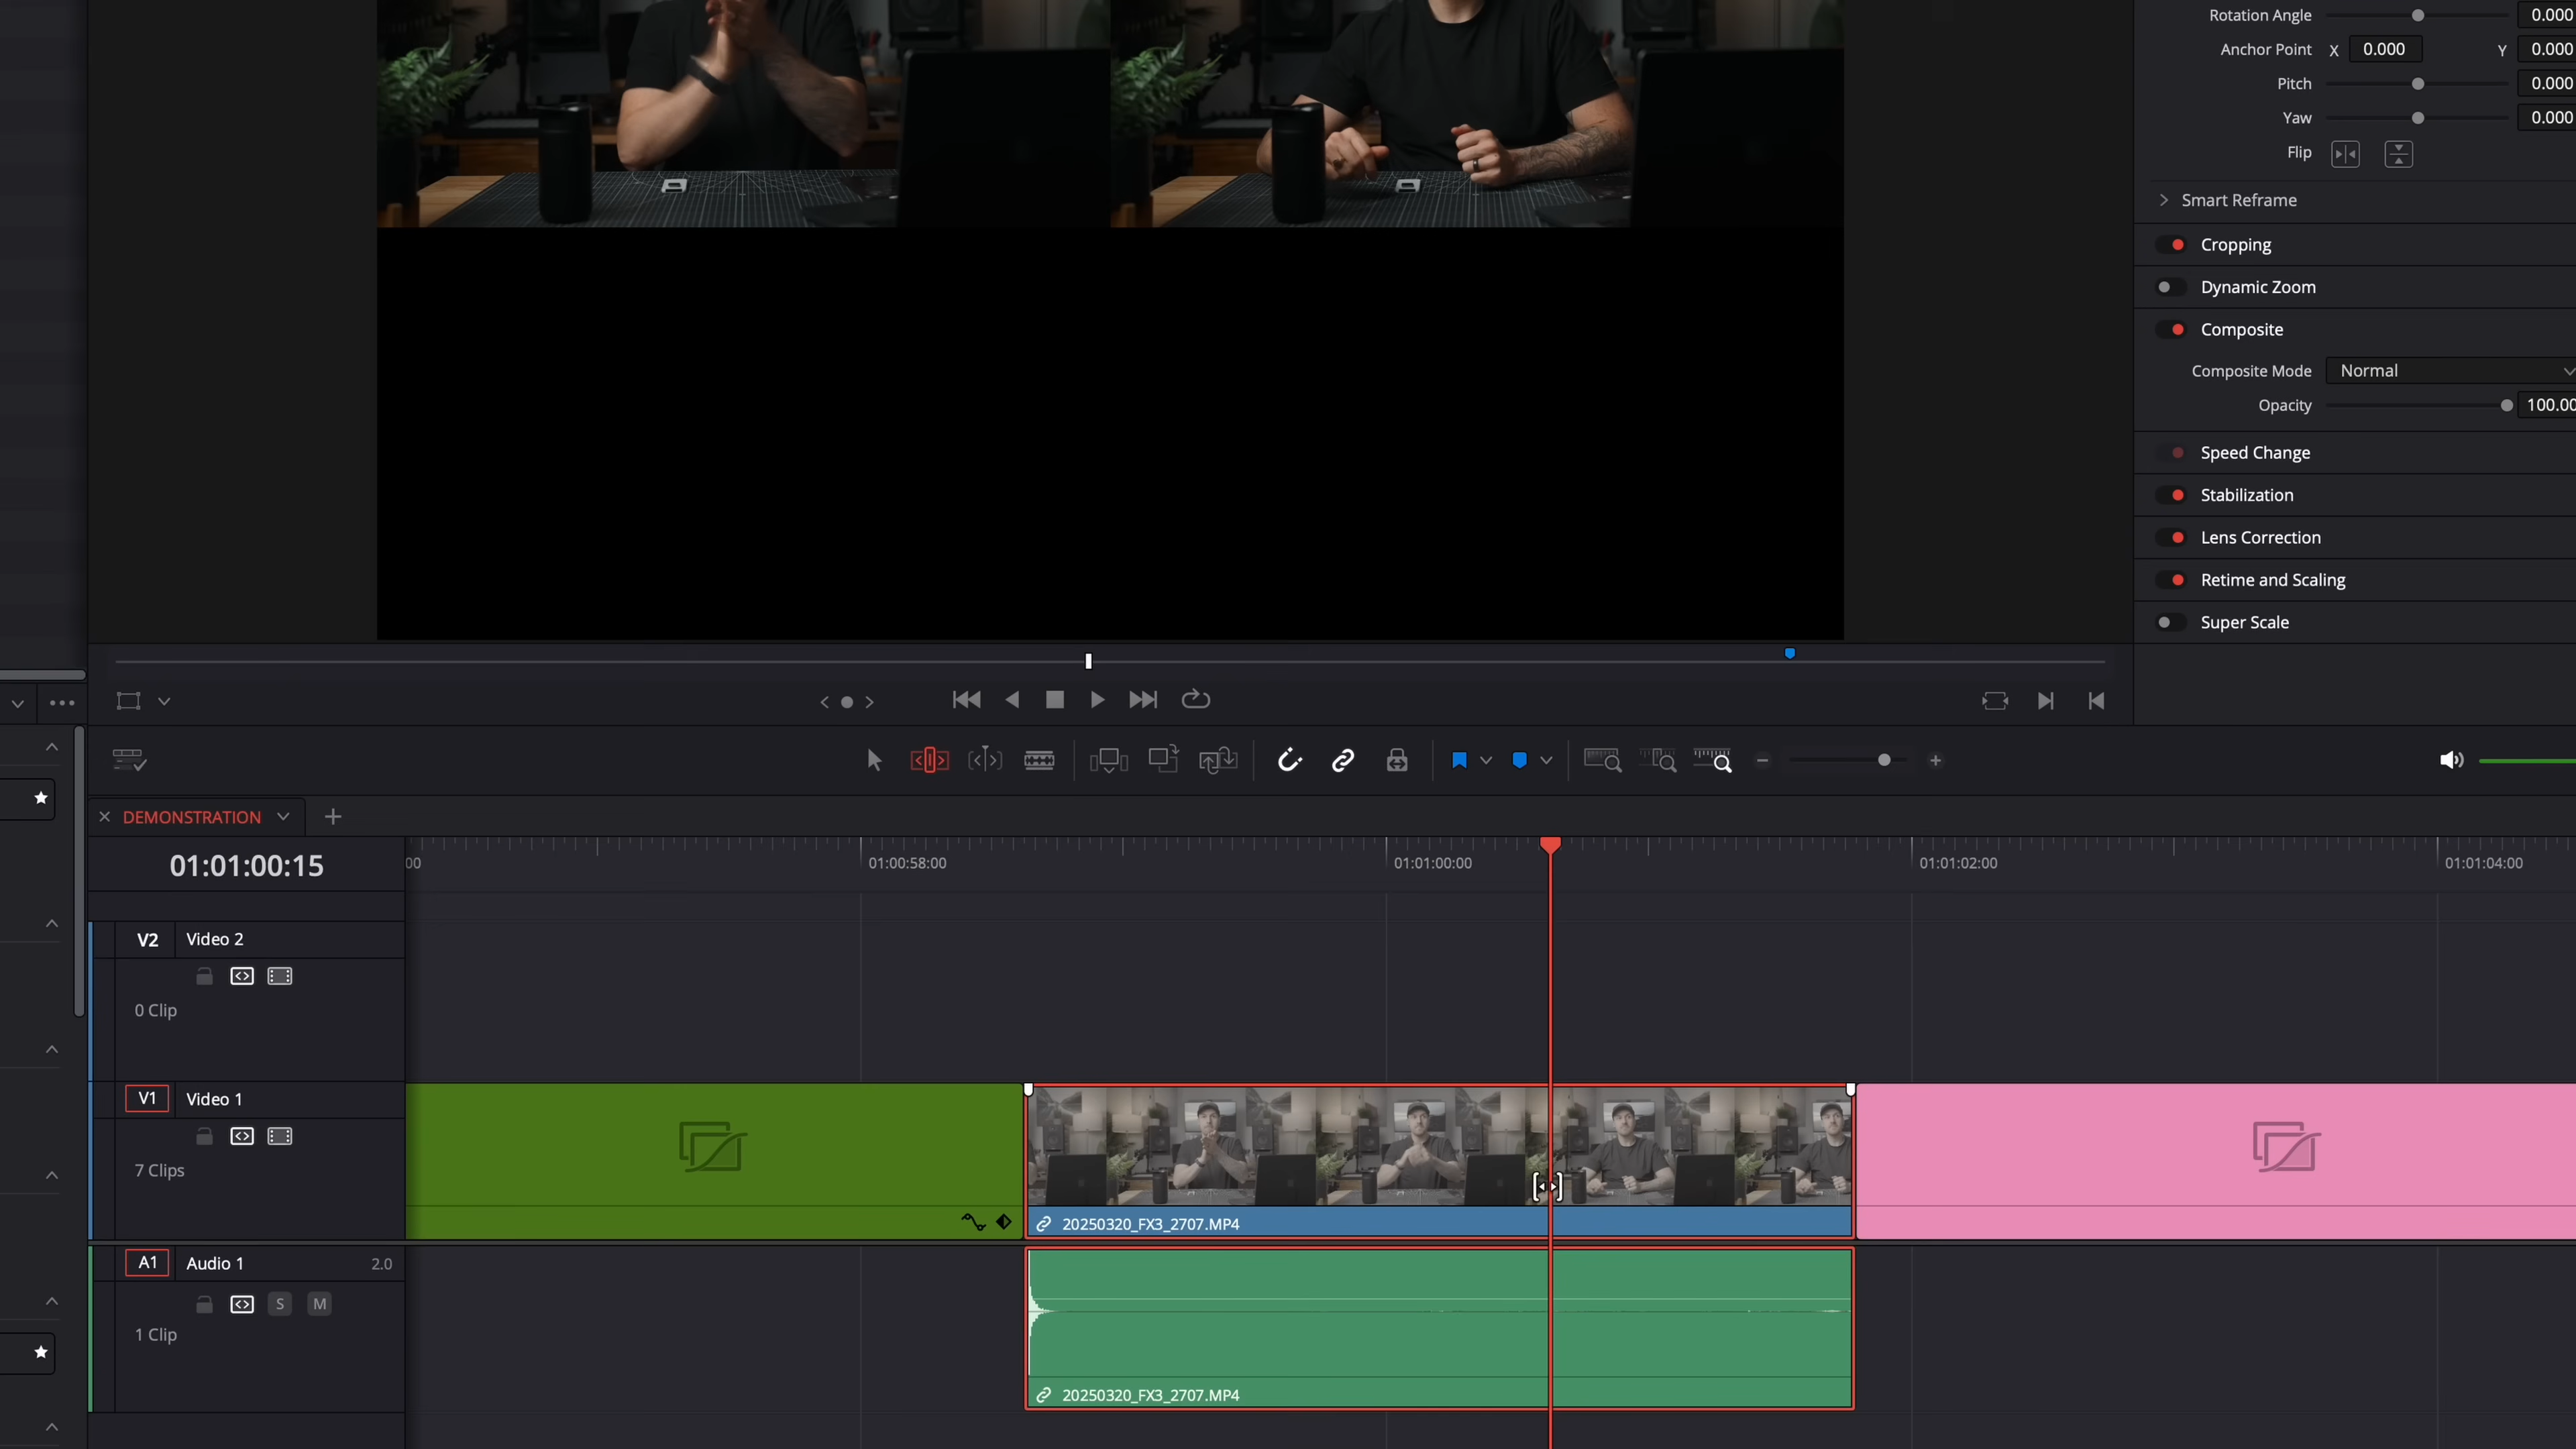 Rotation Angle 0.000
Anchor Point X 0.000 Y 0.000
Pitch 0.000
Yaw 0.000
Flip
Smart Reframe
Cropping
Dynamic Zoom
Composite
Composite Mode Normal
Opacity 100.00
Speed Change
Stabilization
Lens Correction
Retime and Scaling
Super Scale
DEMONSTRATION
01:01:00:15
00 01:00:58:00 01:01:00:00 01:01:02:00 01:01:04:00
V2 Video 2
0 Clip
V1 Video 1
7 Clips
20250320_FX3_2707.MP4
A1 Audio 1 2.0
S M
1 Clip
20250320_FX3_2707.MP4